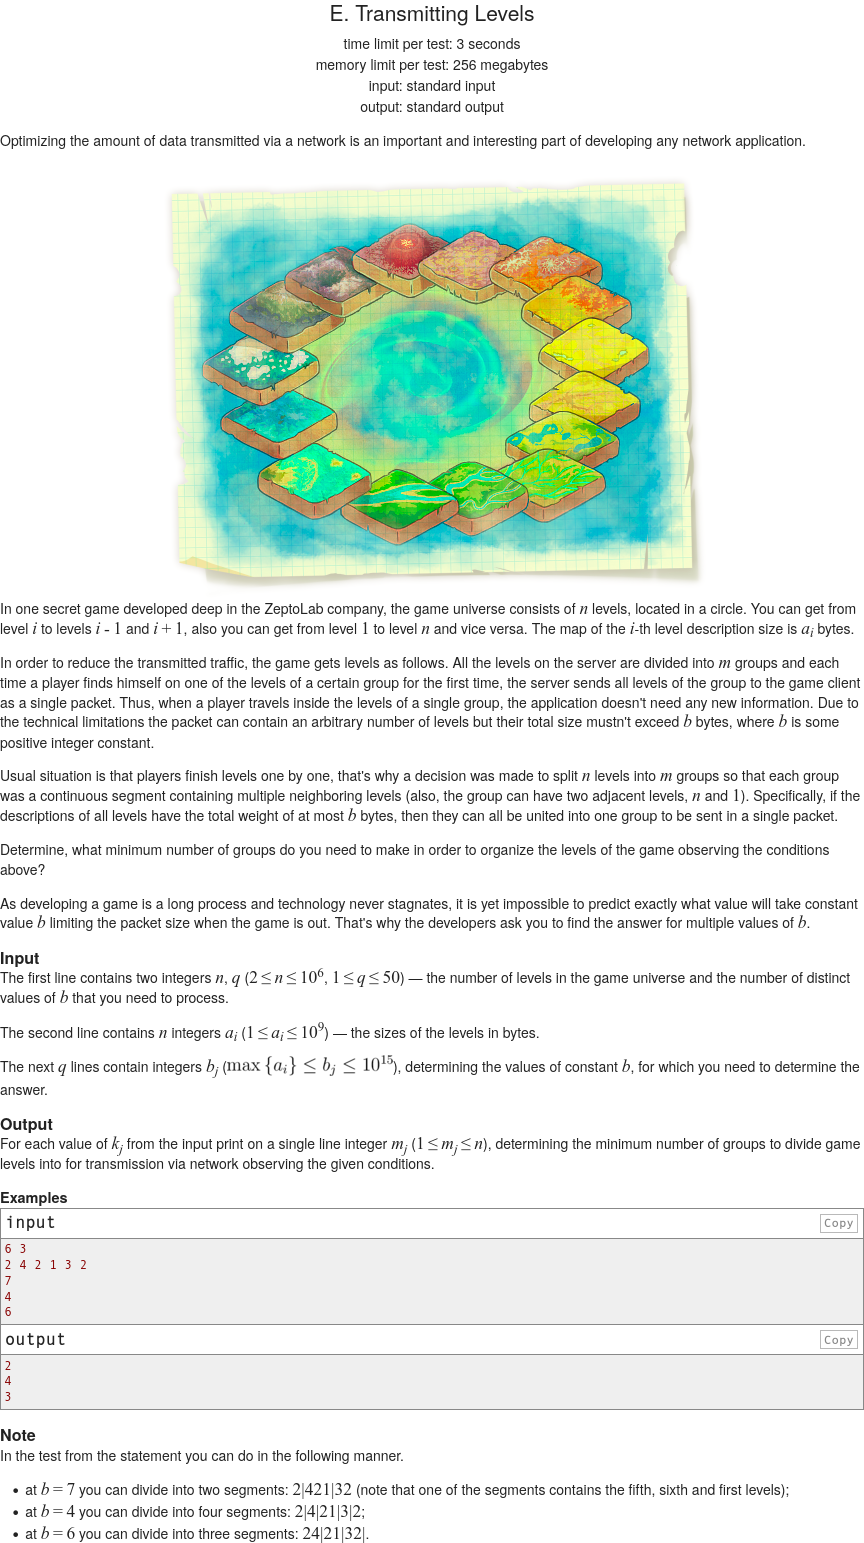 E. Transmitting Levels
time limit per test: 3 seconds
memory limit per test: 256 megabytes
input: standard input
output: standard output
Optimizing the amount of data transmitted via a network is an important and interesting part of developing any network application.
In one secret game developed deep in the ZeptoLab company, the game universe consists of n levels, located in a circle. You can get from
level i to levels i - 1 and i + 1, also you can get from level 1 to level n and vice versa. The map of the i-th level description size is a_i bytes.
In order to reduce the transmitted traffic, the game gets levels as follows. All the levels on the server are divided into m groups and each
time a player finds himself on one of the levels of a certain group for the first time, the server sends all levels of the group to the game client
as a single packet. Thus, when a player travels inside the levels of a single group, the application doesn't need any new information. Due to
the technical limitations the packet can contain an arbitrary number of levels but their total size mustn't exceed b bytes, where b is some
positive integer constant.
Usual situation is that players finish levels one by one, that's why a decision was made to split n levels into m groups so that each group
was a continuous segment containing multiple neighboring levels (also, the group can have two adjacent levels, n and 1). Specifically, if the
descriptions of all levels have the total weight of at most b bytes, then they can all be united into one group to be sent in a single packet.
Determine, what minimum number of groups do you need to make in order to organize the levels of the game observing the conditions
above?
As developing a game is a long process and technology never stagnates, it is yet impossible to predict exactly what value will take constant
value b limiting the packet size when the game is out. That's why the developers ask you to find the answer for multiple values of b.
Input
The first line contains two integers n, q (2 ≤ n ≤ 10^6, 1 ≤ q ≤ 50) — the number of levels in the game universe and the number of distinct
values of b that you need to process.
The second line contains n integers a_i (1 ≤ a_i ≤ 10^9) — the sizes of the levels in bytes.
The next q lines contain integers b_j (max {a_i} ≤ b_j ≤ 10^15), determining the values of constant b, for which you need to determine the
answer.
Output
For each value of k_j from the input print on a single line integer m_j (1 ≤ m_j ≤ n), determining the minimum number of groups to divide game
levels into for transmission via network observing the given conditions.
Examples
input
Copy
6 3
2 4 2 1 3 2
7
4
6
output
Copy
2
4
3
Note
In the test from the statement you can do in the following manner.
• at b = 7 you can divide into two segments: 2|421|32 (note that one of the segments contains the fifth, sixth and first levels);
• at b = 4 you can divide into four segments: 2|4|21|3|2;
• at b = 6 you can divide into three segments: 24|21|32|.